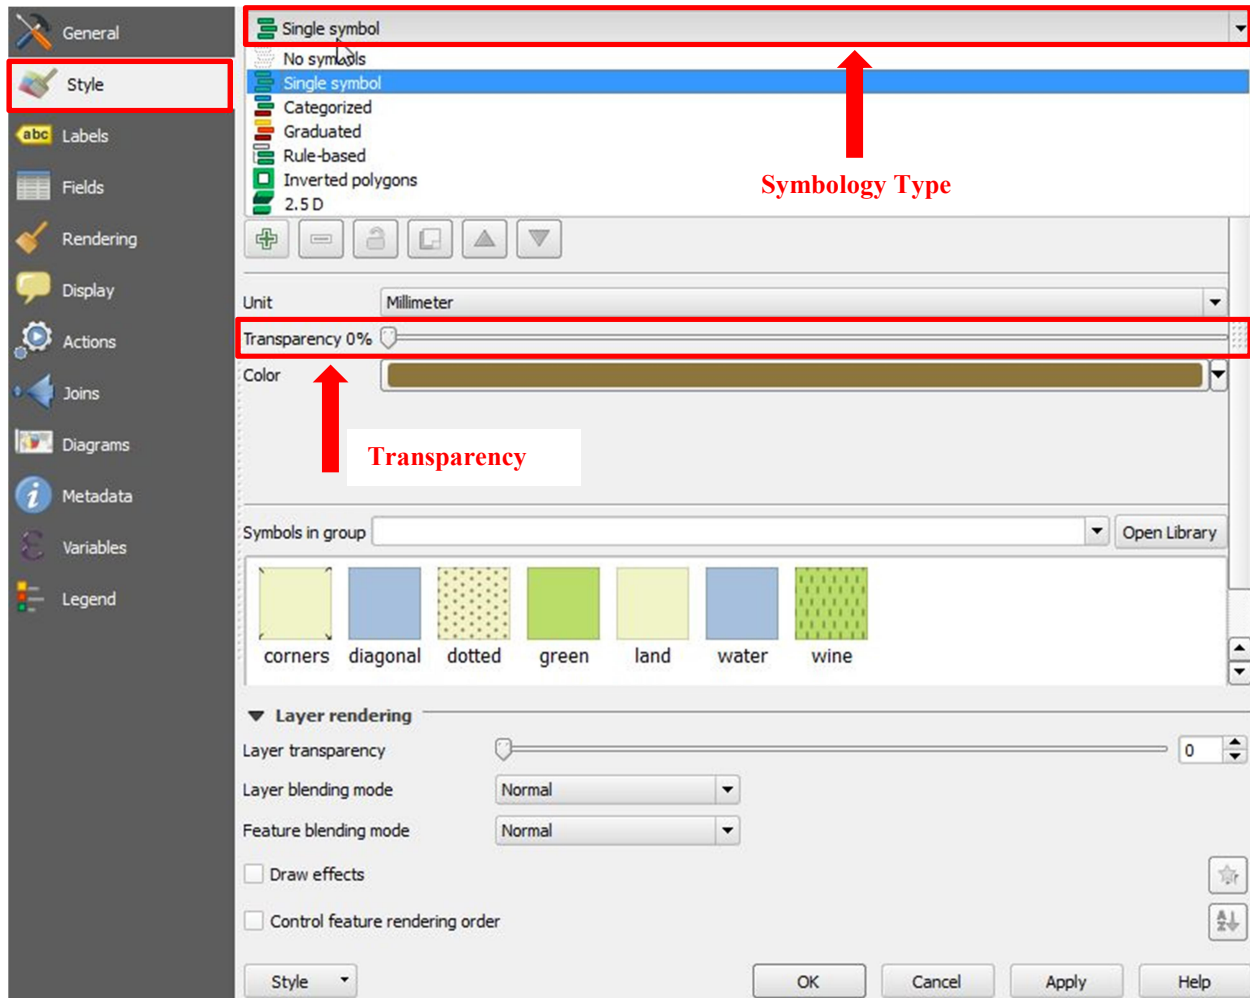 General
Style
abc Labels
Fields
Rendering
Display
Actions
Joins
Diagrams
Metadata
Variables
Legend
Single symbol
No symbols
Single symbol
Categorized
Graduated
Rule-based
Inverted polygons
2.5 D
Symbology Type
Unit Millimeter
Transparency 0%
Color
Transparency
Symbols in group Open Library
corners diagonal dotted green land water wine
Layer rendering
Layer transparency 0
Layer blending mode Normal
Feature blending mode Normal
Draw effects
Control feature rendering order
Style OK Cancel Apply Help